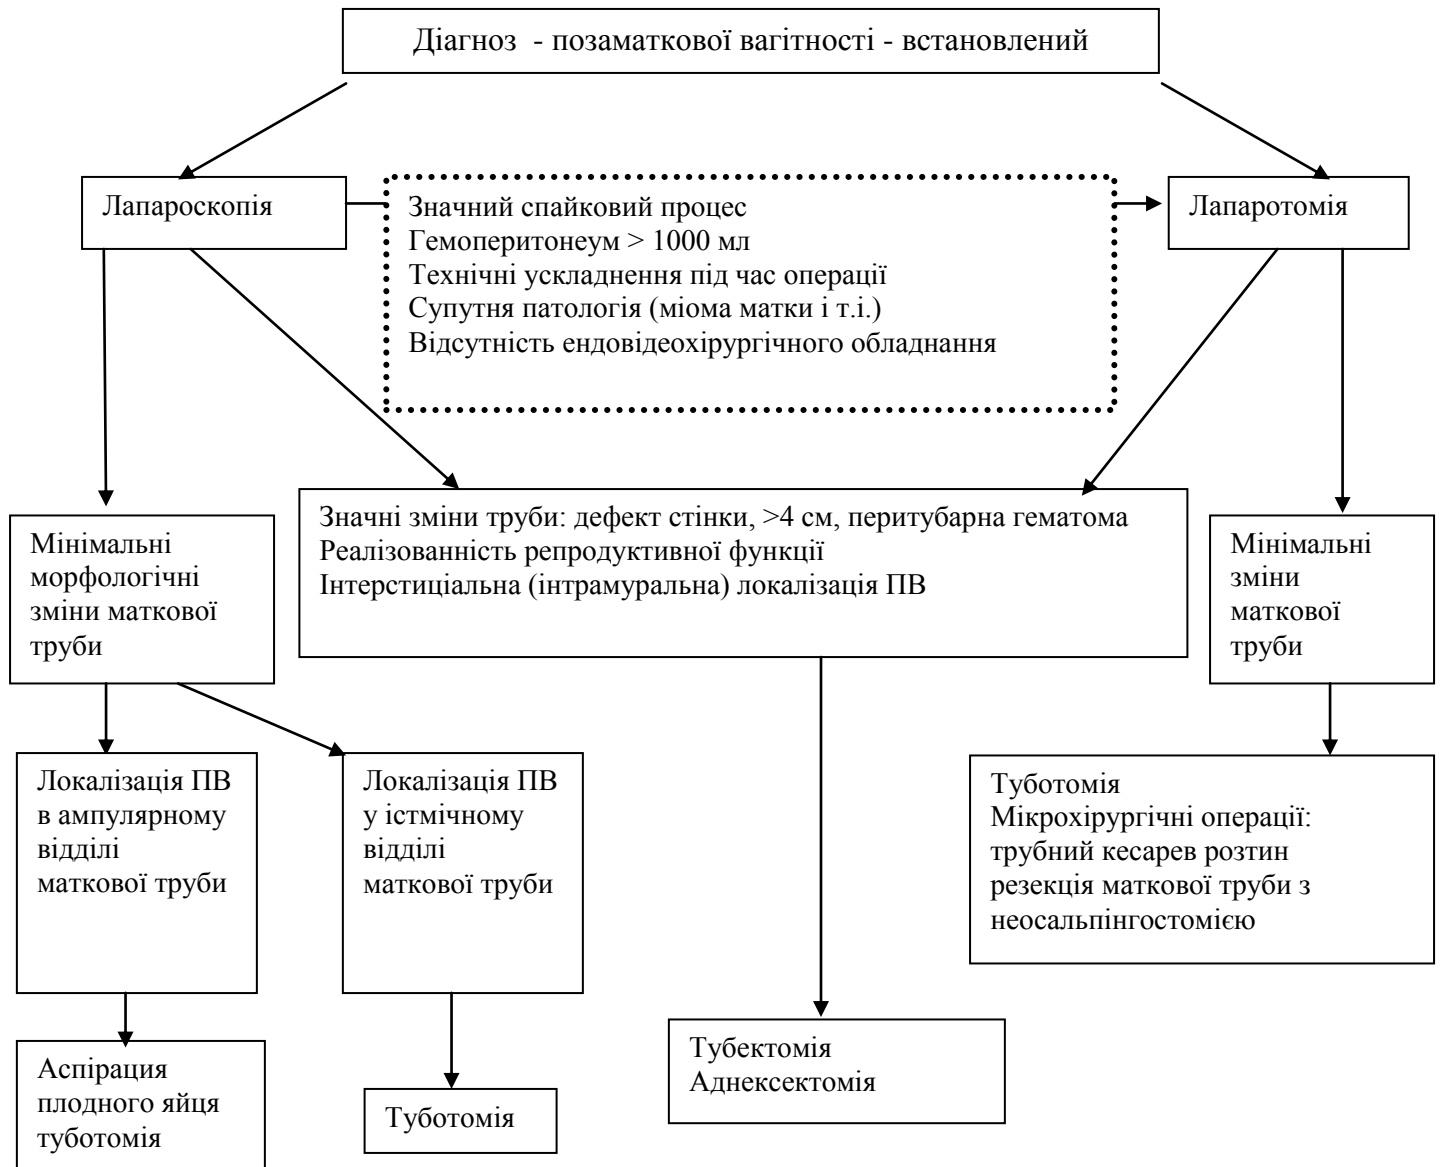 Діагноз - позаматкової вагітності - встановлений
Лапароскопія
Значний спайковий процес
Гемоперитонеум > 1000 мл
Технічні ускладнення під час операції
Супутня патологія (міома матки і т.і.)
Відсутність ендовідеохірургічного обладнання
Лапаротомія
Мінімальні
морфологічні
зміни маткової
труби
Значні зміни труби: дефект стінки, >4 см, перитубарна гематома
Реалізованність репродуктивної функції
Інтерстиціальна (інтрамуральна) локалізація ПВ
Мінімальні
зміни
маткової
труби
Локалізація ПВ
в ампулярному
відділі
маткової труби
Локалізація ПВ
у істмічному
відділі
маткової труби
Туботомія
Мікрохірургічні операції:
трубний кесарев розтин
резекція маткової труби з
неосальпінгостомією
Аспірація
плодного яйця
туботомія
Туботомія
Тубектомія
Аднексектомія